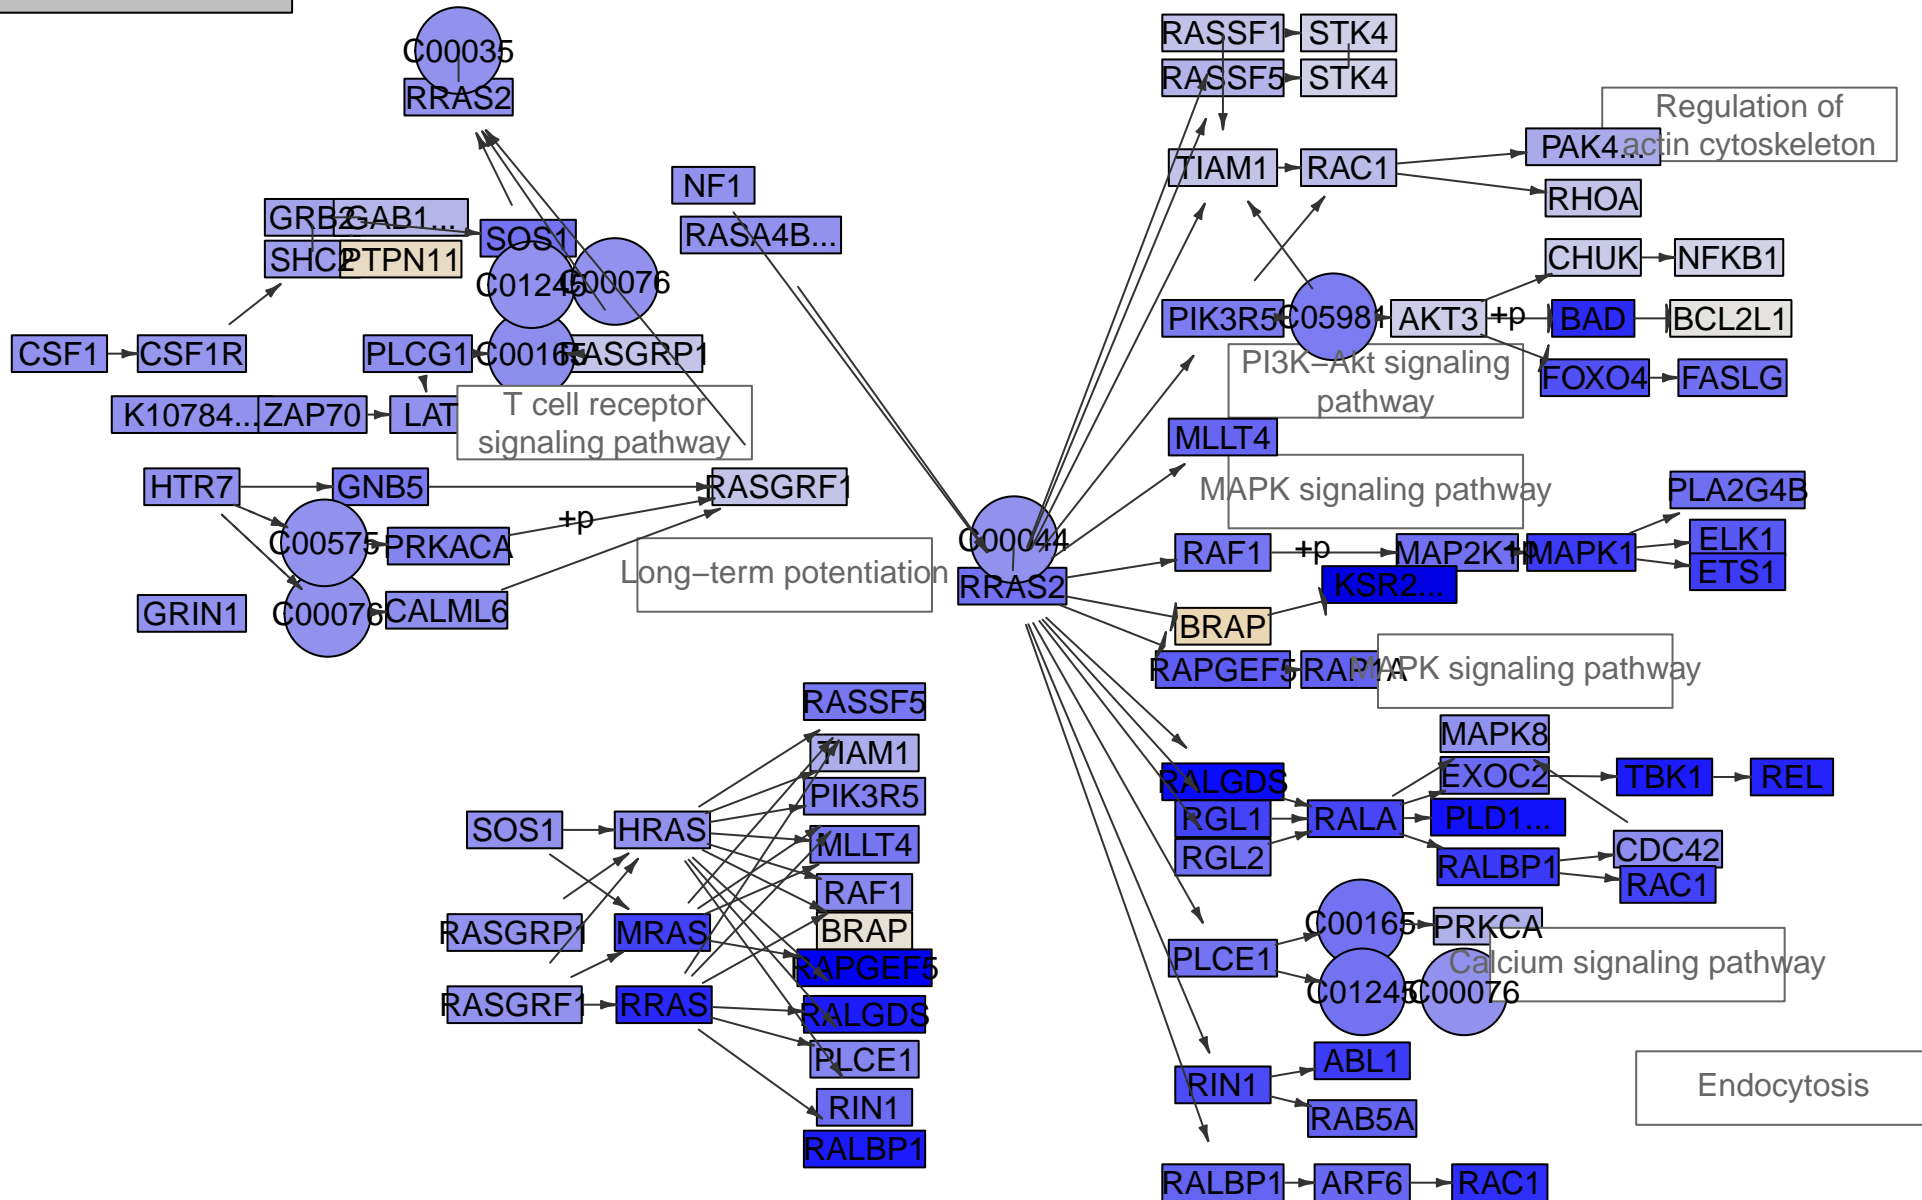 C00035
RRAS2
NF1
RASA4B...
GRB2
GAB1...
SHC2
PTPN11
SOS1
C01245
C00076
CSF1
CSF1R
PLCG1
C00165
RASGRP1
K10784...
ZAP70
LAT
T cell receptor
signaling pathway
HTR7
GNB5
RASGRF1
C00575
PRKACA
+p
C00076
CALML6
GRIN1
Long−term potentiation
C00044
RRAS2
RASSF1
STK4
RASSF5
STK4
Regulation of
actin cytoskeleton
PAK4...
TIAM1
RAC1
RHOA
CHUK
NFKB1
PIK3R5
C05981
AKT3
+p
BAD
BCL2L1
PI3K−Akt signaling
pathway
FOXO4
FASLG
MLLT4
MAPK signaling pathway
PLA2G4B
RAF1
+p
MAP2K1
+p
MAPK1
ELK1
ETS1
KSR2...
BRAP
RAPGEF5
RAP1A
MAPK signaling pathway
MAPK8
EXOC2
TBK1
REL
RALGDS
RGL1
RGL2
RALA
PLD1...
RALBP1
CDC42
RAC1
C00165
PRKCA
PLCE1
Calcium signaling pathway
C01245
C00076
RIN1
ABL1
RAB5A
Endocytosis
RALBP1
ARF6
RAC1
RASSF5
TIAM1
PIK3R5
SOS1
HRAS
MLLT4
RAF1
RASGRP1
MRAS
BRAP
RAPGEF5
RASGRF1
RRAS
RALGDS
PLCE1
RIN1
RALBP1